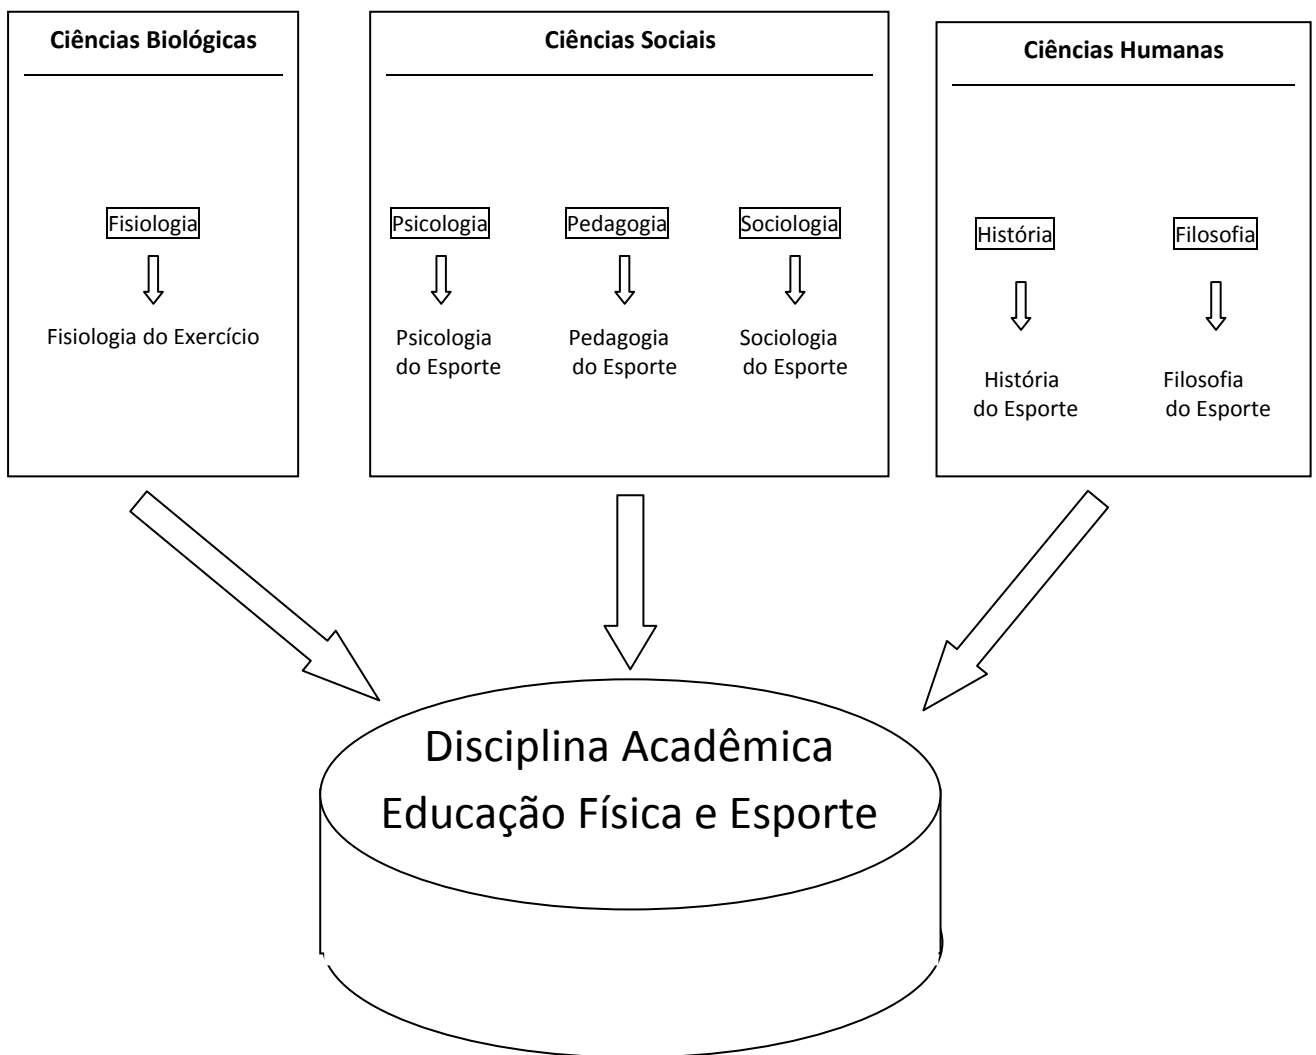 Ciências Biológicas
Fisiologia
Fisiologia do Exercício
Ciências Sociais
Psicologia
Psicologia
do Esporte
Pedagogia
Pedagogia
do Esporte
Sociologia
Sociologia
do Esporte
Ciências Humanas
História
História
do Esporte
Filosofia
Filosofia
do Esporte
Disciplina Acadêmica
Educação Física e Esporte